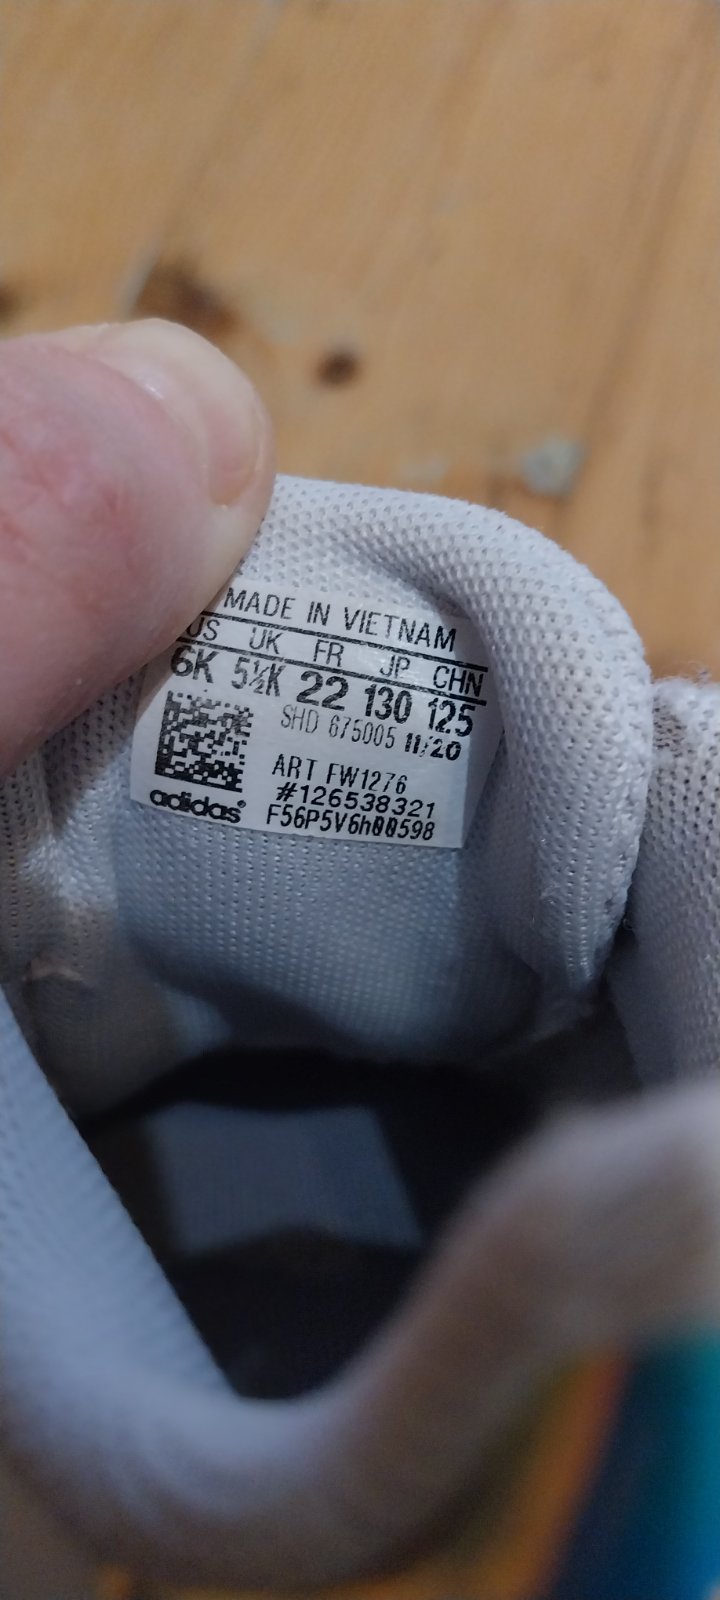 MADE IN VIETNAM
US UK FR JP CHN
6K 5½K 22 130 125
SHD 675005 11/20
ART FW1276
#126538321
F56P5V6h00598
adidas